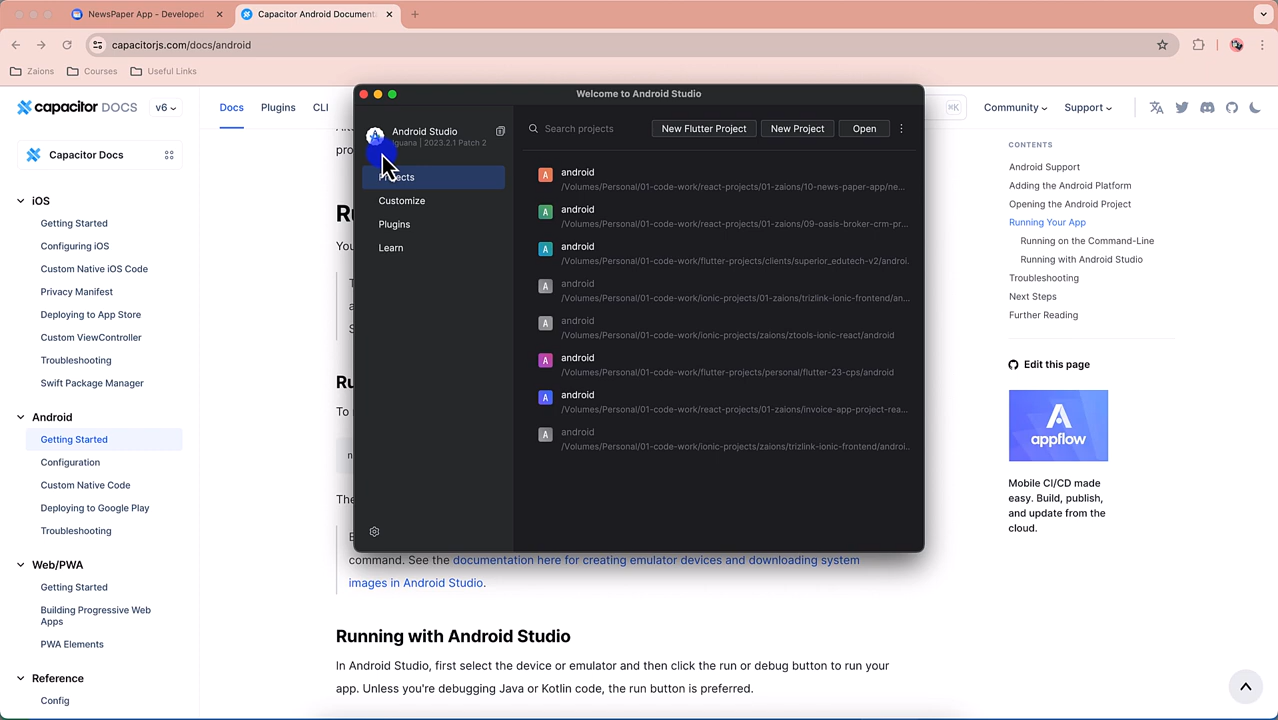 NewsPaper App - Developed
Capacitor Android Documenta
capacitorjs.com/docs/android
Zaions
Courses
Useful Links
capacitor DOCS
v6
Docs
Plugins
CLI
⌘K
Community
Support
Capacitor Docs
iOS
Getting Started
Configuring iOS
Custom Native iOS Code
Privacy Manifest
Deploying to App Store
Custom ViewController
Troubleshooting
Swift Package Manager
Android
Getting Started
Configuration
Custom Native Code
Deploying to Google Play
Troubleshooting
Web/PWA
Getting Started
Building Progressive Web
Apps
PWA Elements
Reference
Config
Welcome to Android Studio
Android Studio
Iguana | 2023.2.1 Patch 2
Projects
Customize
Plugins
Learn
Search projects
New Flutter Project
New Project
Open
A
android
/Volumes/Personal/01-code-work/react-projects/01-zaions/10-news-paper-app/ne...
A
android
/Volumes/Personal/01-code-work/react-projects/01-zaions/09-oasis-broker-crm-pr...
A
android
/Volumes/Personal/01-code-work/flutter-projects/clients/superior_edutech-v2/androi.
A
android
/Volumes/Personal/01-code-work/ionic-projects/01-zaions/trizlink-ionic-frontend/an...
A
android
/Volumes/Personal/01-code-work/ionic-projects/zaions/ztools-ionic-react/android
A
android
/Volumes/Personal/01-code-work/flutter-projects/personal/flutter-23-cps/android
A
android
/Volumes/Personal/01-code-work/react-projects/01-zaions/invoice-app-project-rea...
A
android
/Volumes/Personal/01-code-work/ionic-projects/zaions/trizlink-ionic-frontend/androi..
pro
Ru
You
Ru
To
n
The
command. See the documentation here for creating emulator devices and downloading system
images in Android Studio.
Running with Android Studio
In Android Studio, first select the device or emulator and then click the run or debug button to run your
app. Unless you're debugging Java or Kotlin code, the run button is preferred.
CONTENTS
Android Support
Adding the Android Platform
Opening the Android Project
Running Your App
Running on the Command-Line
Running with Android Studio
Troubleshooting
Next Steps
Further Reading
Edit this page
appflow
Mobile CI/CD made
easy. Build, publish,
and update from the
cloud.